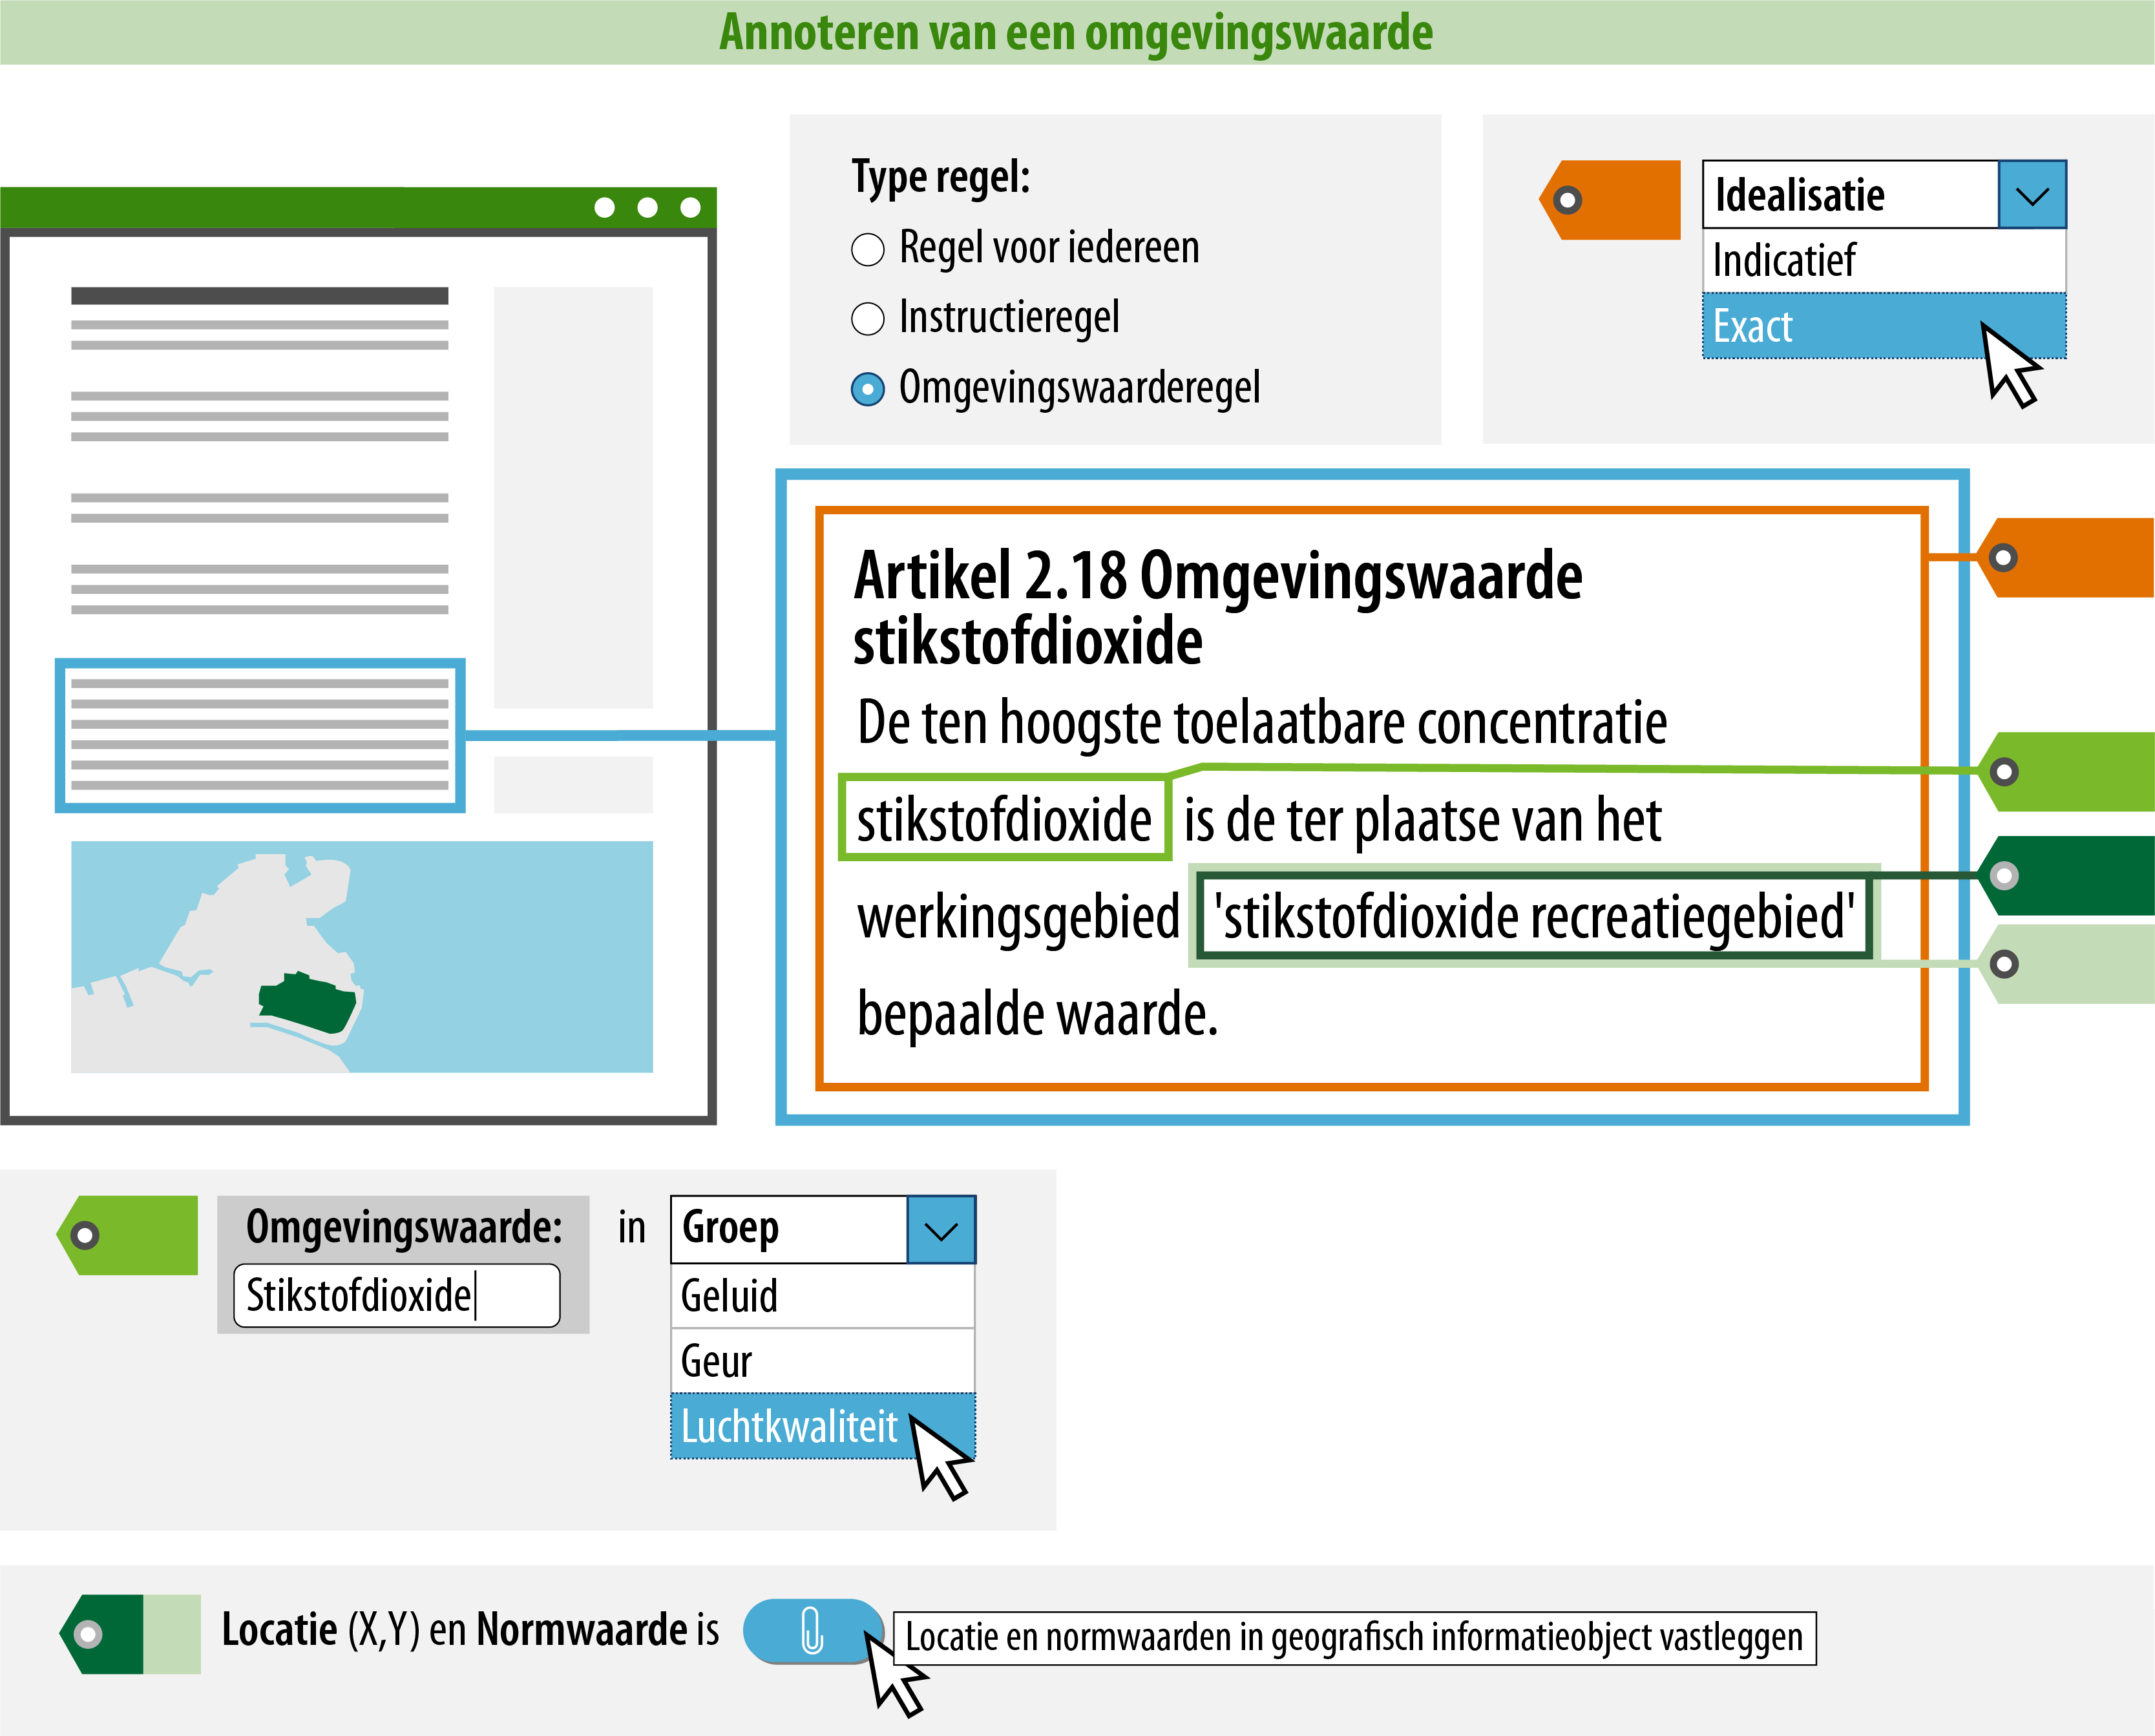 Annoteren van een omgevingswaarde
Type regel:
Regel voor iedereen
Instructieregel
Omgevingswaarderegel
Idealisatie
Indicatief
Exact
Artikel 2.18 Omgevingswaarde
stikstofdioxide
De ten hoogste toelaatbare concentratie
stikstofdioxide is de ter plaatse van het
werkingsgebied 'stikstofdioxide recreatiegebied'
bepaalde waarde.
Omgevingswaarde: in Groep
Stikstofdioxide
Geluid
Geur
Luchtkwaliteit
Locatie (X,Y) en Normwaarde is
Locatie en normwaarden in geografisch informatieobject vastleggen